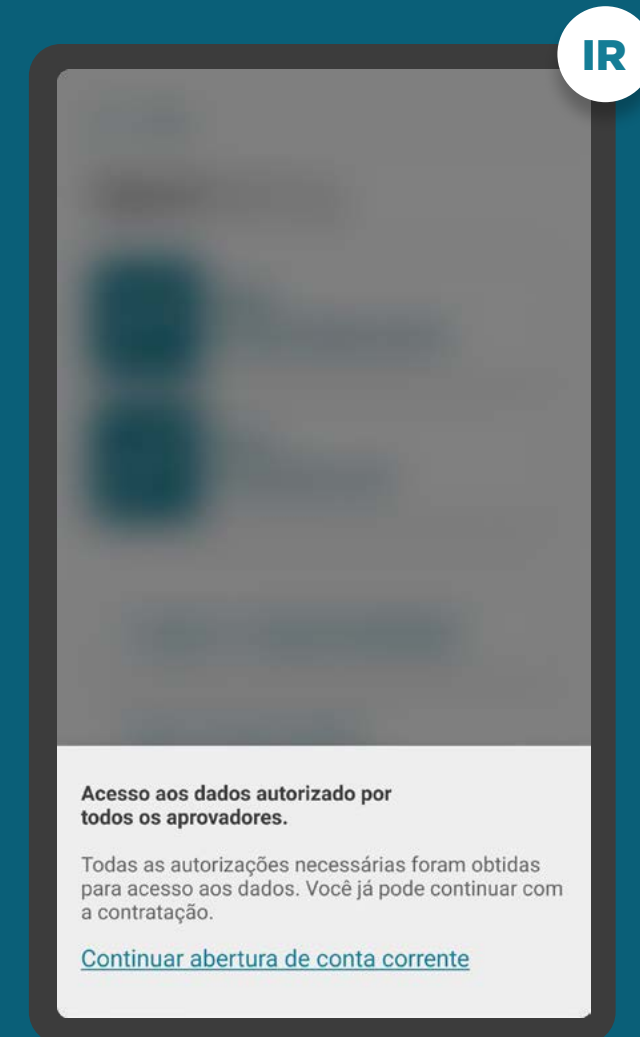 IR
Acesso aos dados autorizado por
todos os aprovadores.
Todas as autorizações necessárias foram obtidas
para acesso aos dados. Você já pode continuar com
a contratação.
Continuar abertura de conta corrente